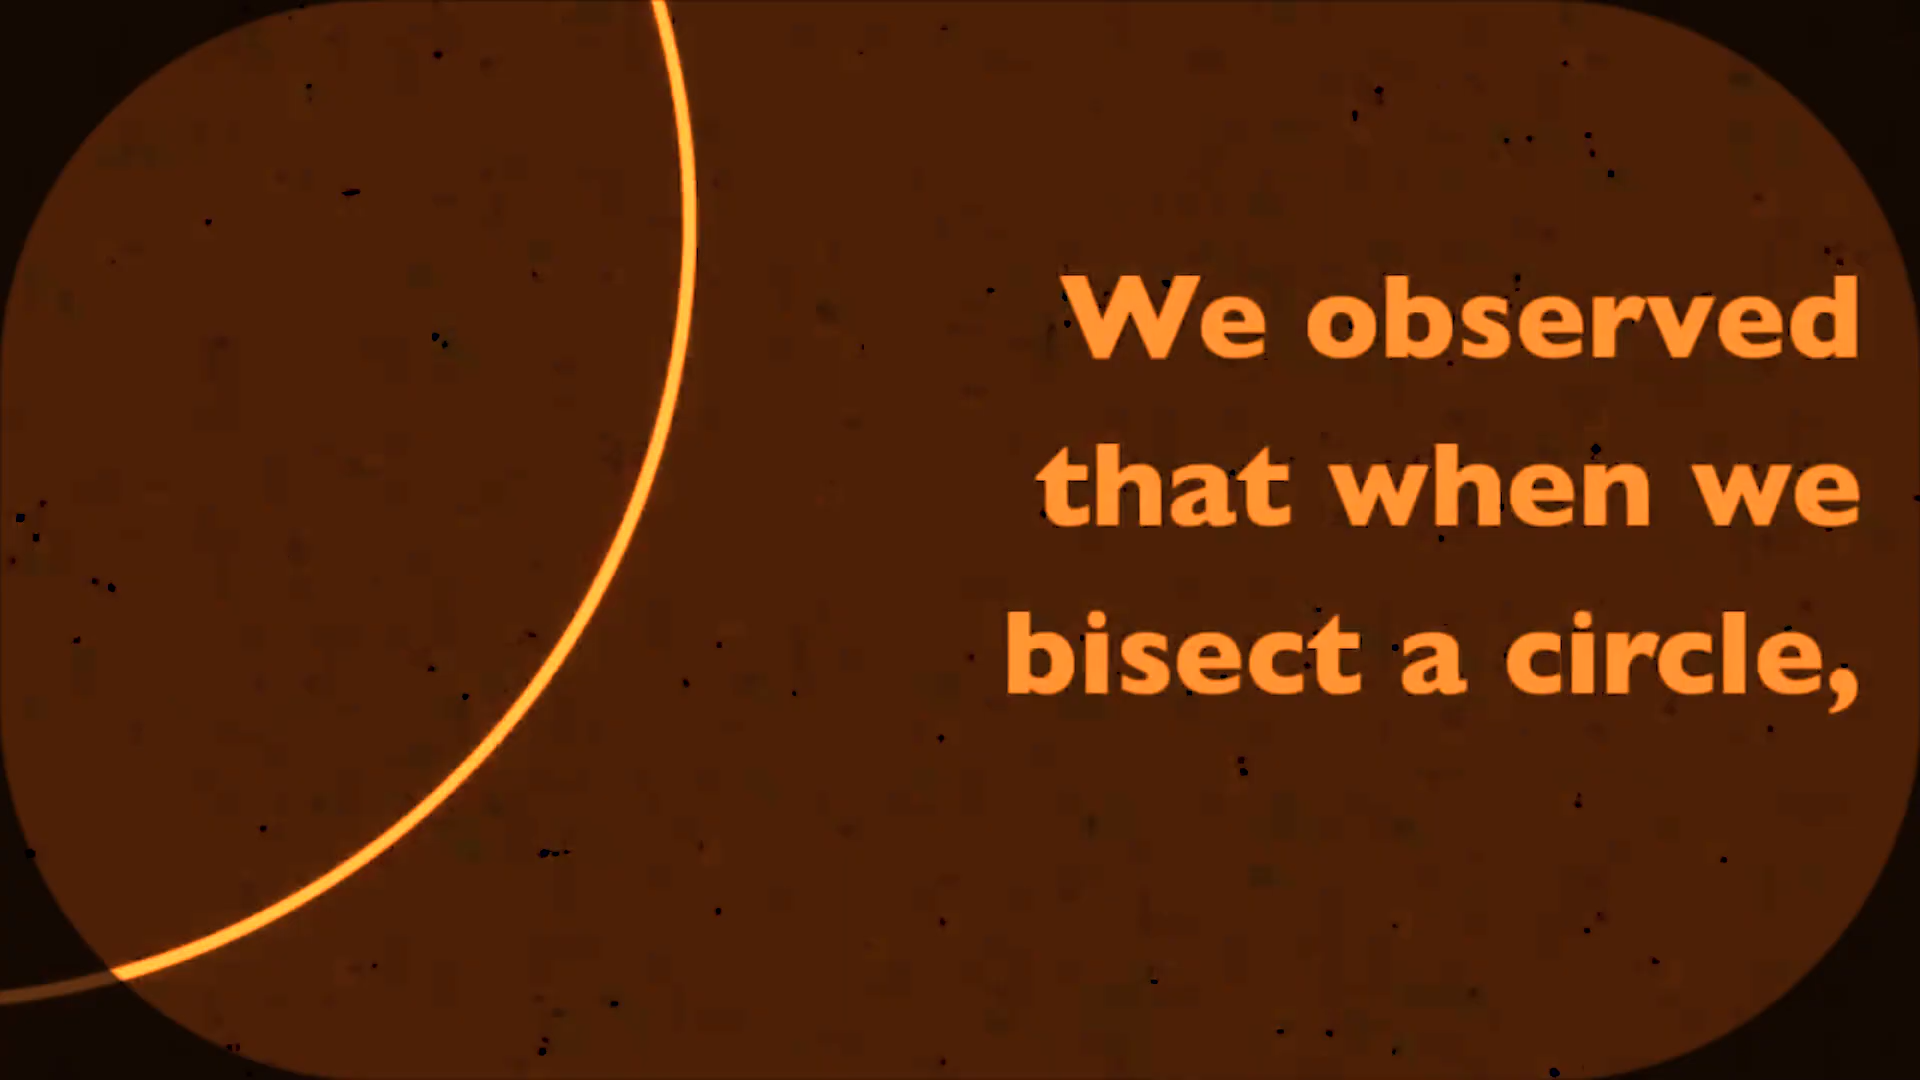 We observed
that when we
bisect a circle,